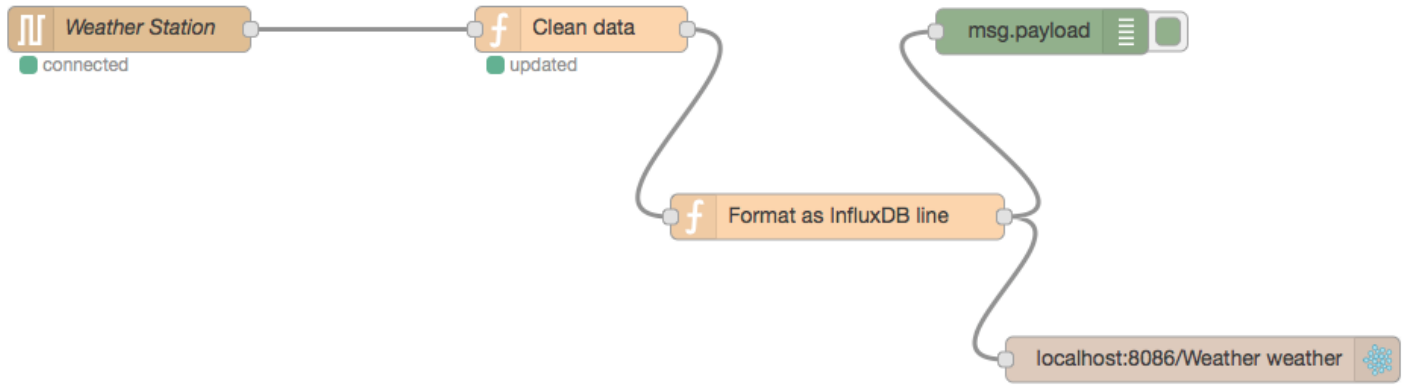 Weather Station
connected
Clean data
updated
msg.payload
Format as InfluxDB line
localhost:8086/Weather weather